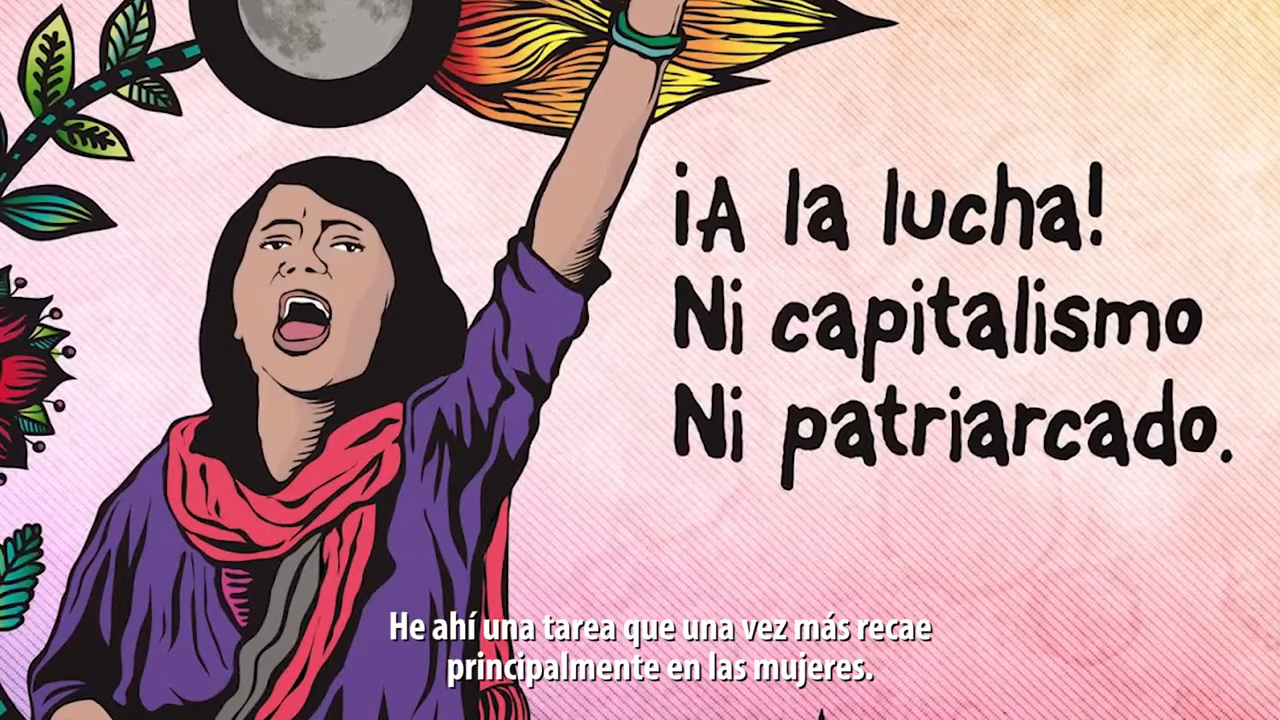 ¡A la lucha!
Ni capitalismo
Ni patriarcado.
He ahí una tarea que una vez más recae
principalmente en las mujeres.